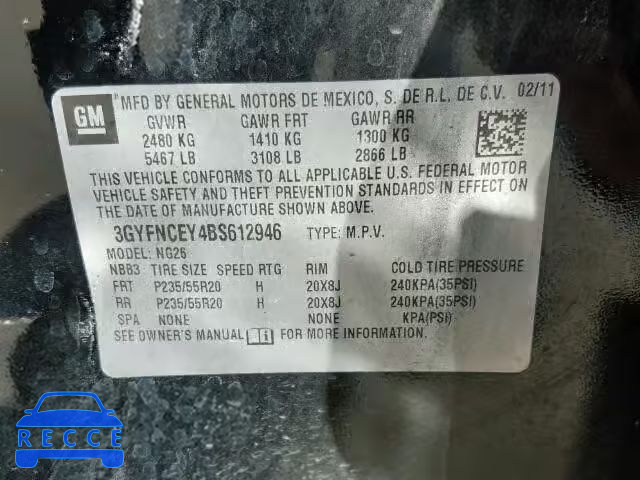 GM
MFD BY GENERAL MOTORS DE MEXICO, S. DE R.L. DE C.V. 02/11
GVWR GAWR FRT GAWR RR
2480 KG 1410 KG 1300 KG
5467 LB 3108 LB 2866 LB
THIS VEHICLE CONFORMS TO ALL APPLICABLE U.S. FEDERAL MOTOR
VEHICLE SAFETY AND THEFT PREVENTION STANDARDS IN EFFECT ON
THE DATE OF MANUFACTURE SHOWN ABOVE.
3GYFNCEY4BS612946 TYPE: M.P.V.
MODEL: NG26
NBB3 TIRE SIZE SPEED RTG RIM COLD TIRE PRESSURE
FRT P235/55R20 H 20X8J 240KPA(35PSI)
RR P235/55R20 H 20X8J 240KPA(35PSI)
SPA NONE NONE KPA(PSI)
SEE OWNER'S MANUAL FOR MORE INFORMATION.
RECCE